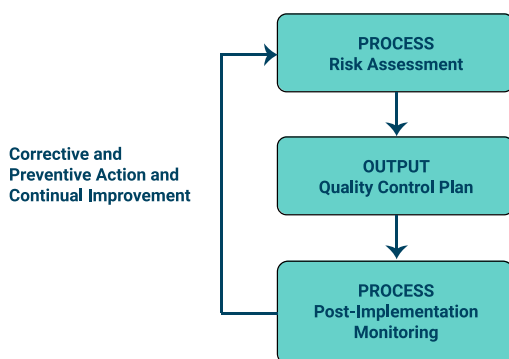 PROCESS
Risk Assessment
Corrective and
Preventive Action and
Continual Improvement
OUTPUT
Quality Control Plan
PROCESS
Post-Implementation
Monitoring